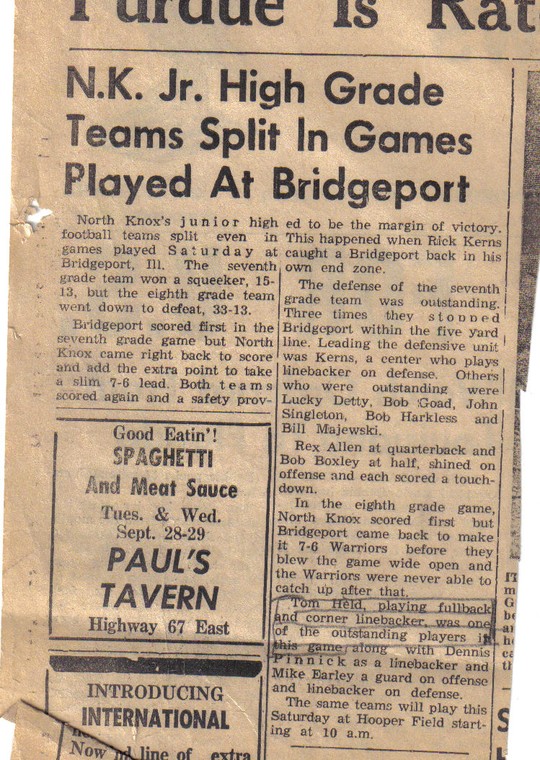 Purdue Is Rat
N.K. Jr. High Grade
Teams Split In Games
Played At Bridgeport
North Knox's junior high
football teams split even in
games played Saturday at
Bridgeport, Ill. The seventh
grade team won a squeeker, 15-
13, but the eighth grade team
went down to defeat, 33-13.
Bridgeport scored first in the
seventh grade game but North
Knox came right back to score
and add the extra point to take
a slim 7-6 lead. Both teams
scored again and a safety prov-
ed to be the margin of victory.
This happened when Rick Kerns
caught a Bridgeport back in his
own end zone.
The defense of the seventh
grade team was outstanding.
Three times they stopped
Bridgeport within the five yard
line. Leading the defensive unit
was Kerns, a center who plays
linebacker on defense. Others
who were outstanding were
Lucky Detty, Bob Goad, John
Singleton, Bob Harkless and
Bill Majewski.
Rex Allen at quarterback and
Bob Boxley at half, shined on
offense and each scored a touch-
down.
In the eighth grade game,
North Knox scored first but
Bridgeport came back to make
it 7-6 Warriors before they
blew the game wide open and
the Warriors were never able to
catch up after that.
Tom Held, playing fullback
and corner linebacker, was one
of the outstanding players in
this game along with Dennis
Pinnick as a linebacker and
Mike Earley a guard on offense
and linebacker on defense.
The same teams will play this
Saturday at Hooper Field start-
ing at 10 a.m.
Good Eatin'!
SPAGHETTI
And Meat Sauce
Tues. & Wed.
Sept. 28-29
PAUL'S
TAVERN
Highway 67 East
INTRODUCING
INTERNATIONAL
Now line of extra